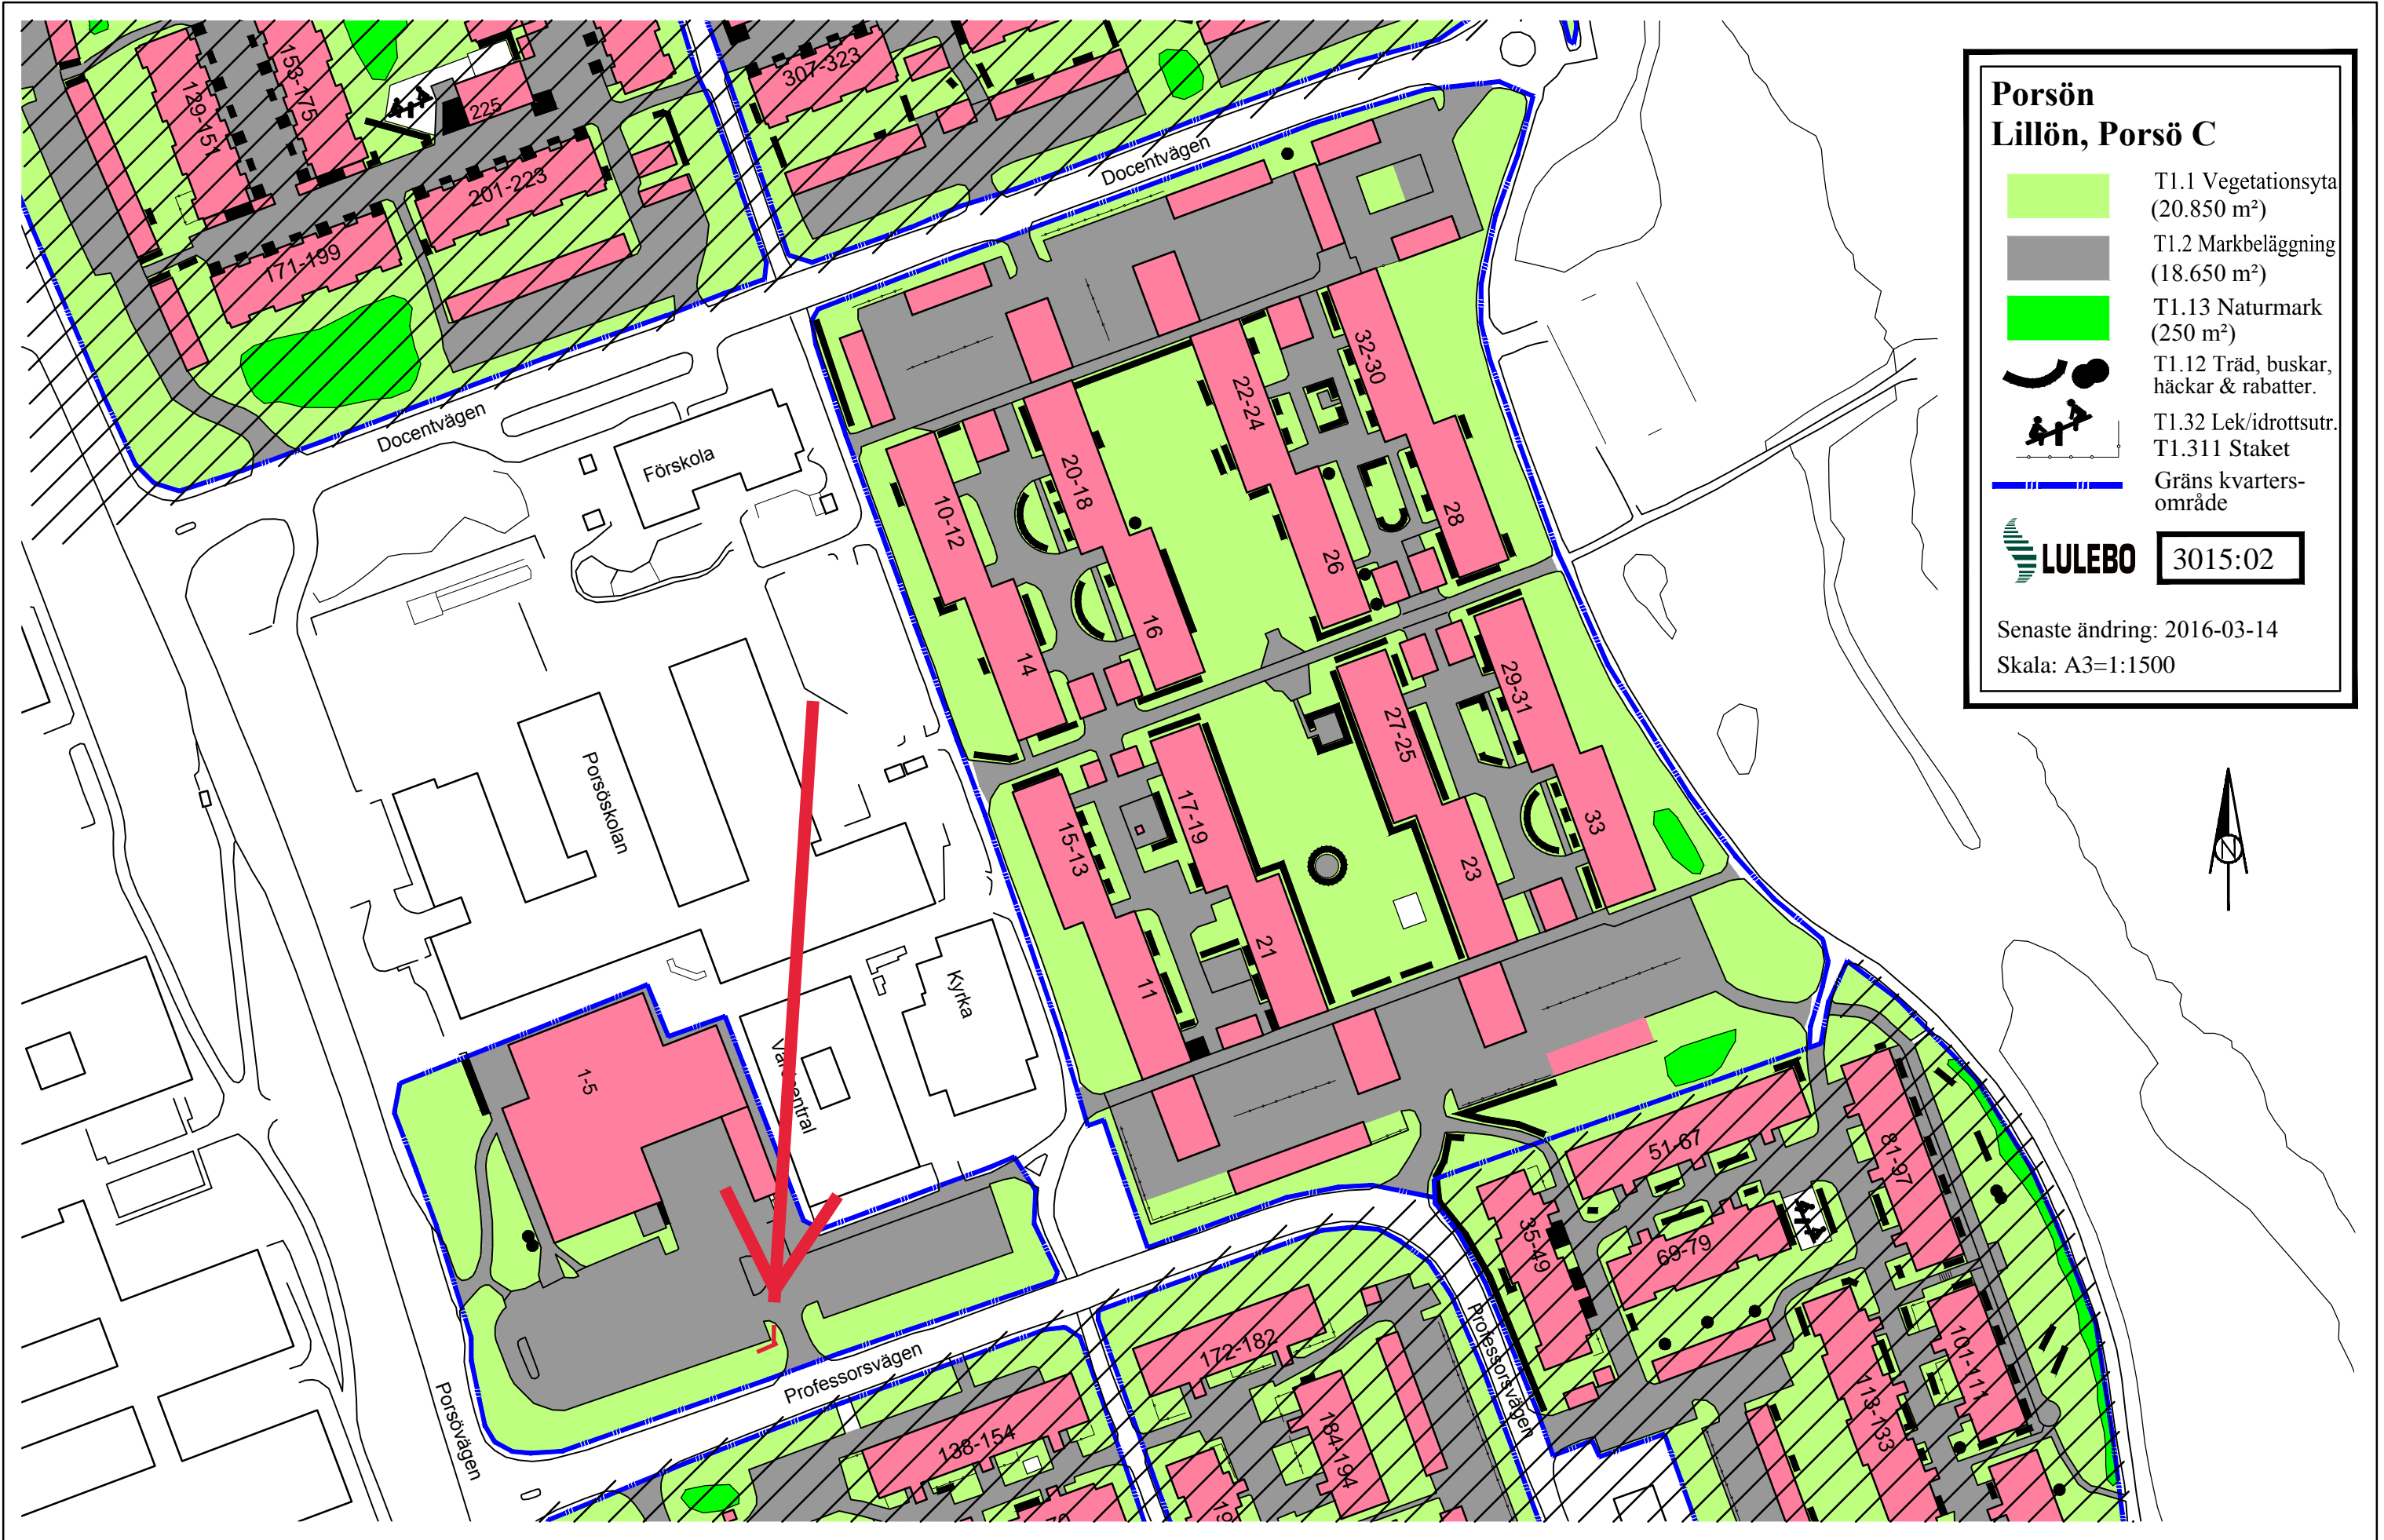 Porsön
Lillön, Porsö C
T1.1 Vegetationsyta
(20.850 m²)
T1.2 Markbeläggning
(18.650 m²)
T1.13 Naturmark
(250 m²)
T1.12 Träd, buskar,
häckar & rabatter.
T1.32 Lek/idrottsutr.
T1.311 Staket
Gräns kvarters-
område
LULEBO
3015:02
Senaste ändring: 2016-03-14
Skala: A3=1:1500
N
129-151
153-175
225
201-223
171-199
307-323
Docentvägen
Docentvägen
Förskola
10-12
20-18
14
16
22-24
32-30
26
28
Porsöskolan
15-13
17-19
11
21
27-25
29-31
23
33
Kyrka
1-5
51-67
81-97
35-49
69-79
Professorsvägen
Professorsvägen
Porsövägen
172-182
138-154
184-194
113-133
101-111